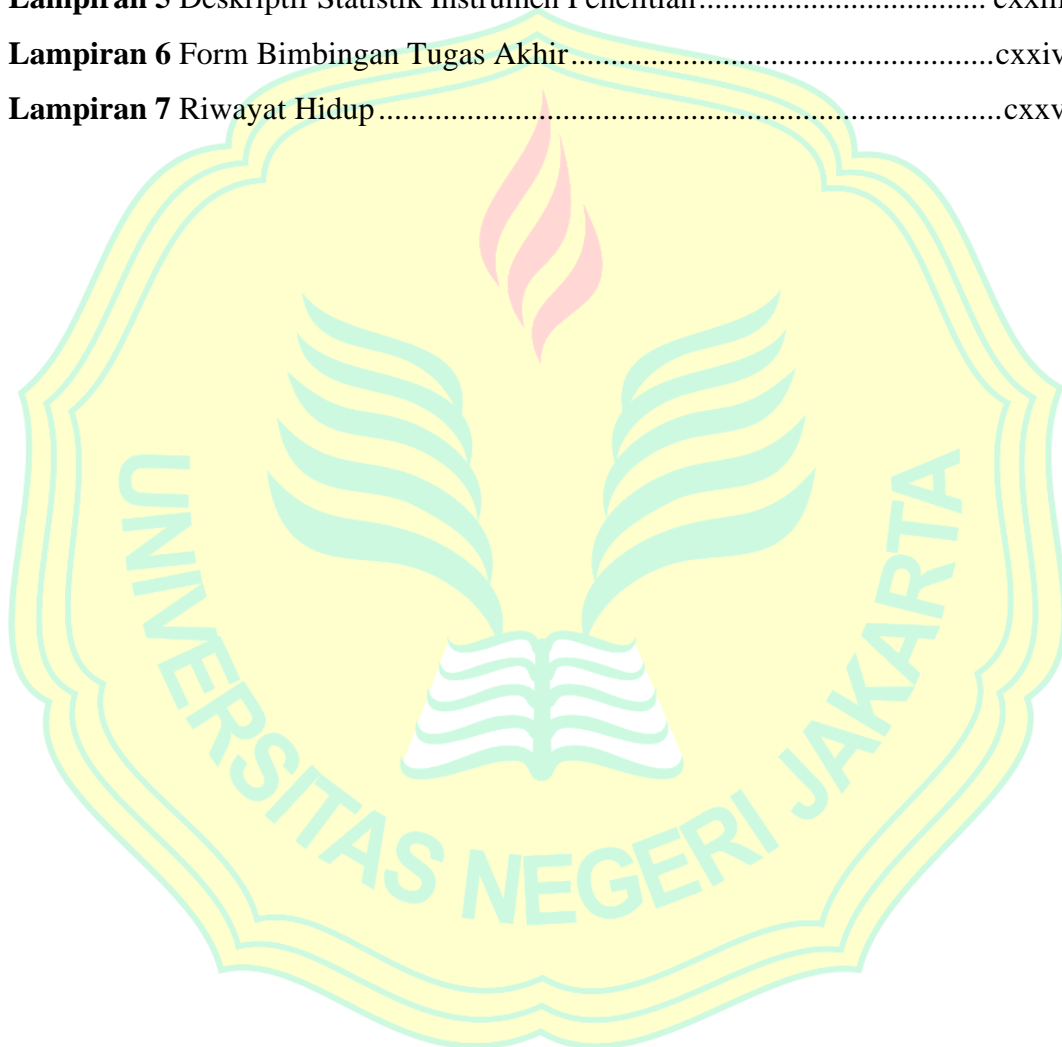 Lampiran 5 Deskriptif Statistik Instrumen Penelitian.................................... cxxiii
Lampiran 6 Form Bimbingan Tugas Akhir.....................................................cxxiv
Lampiran 7 Riwayat Hidup..............................................................................cxxv
UNIVERSITAS NEGERI JAKARTA